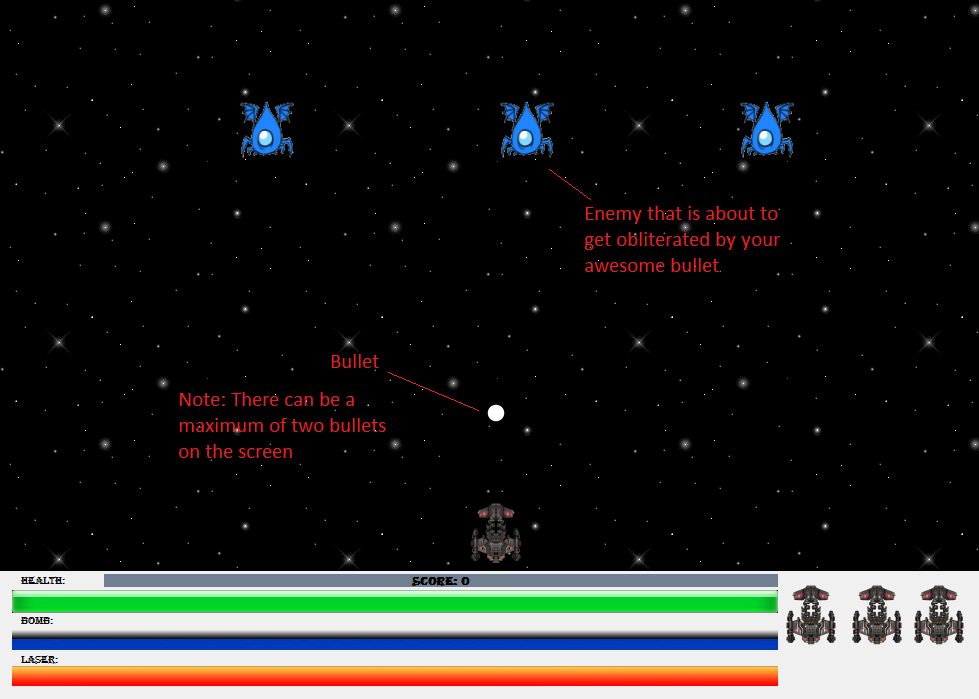 Enemy that is about to
get obliterated by your
awesome bullet.
Bullet
Note: There can be a
maximum of two bullets
on the screen
HEALTH:
SCORE: 0
BOMB:
LASER: